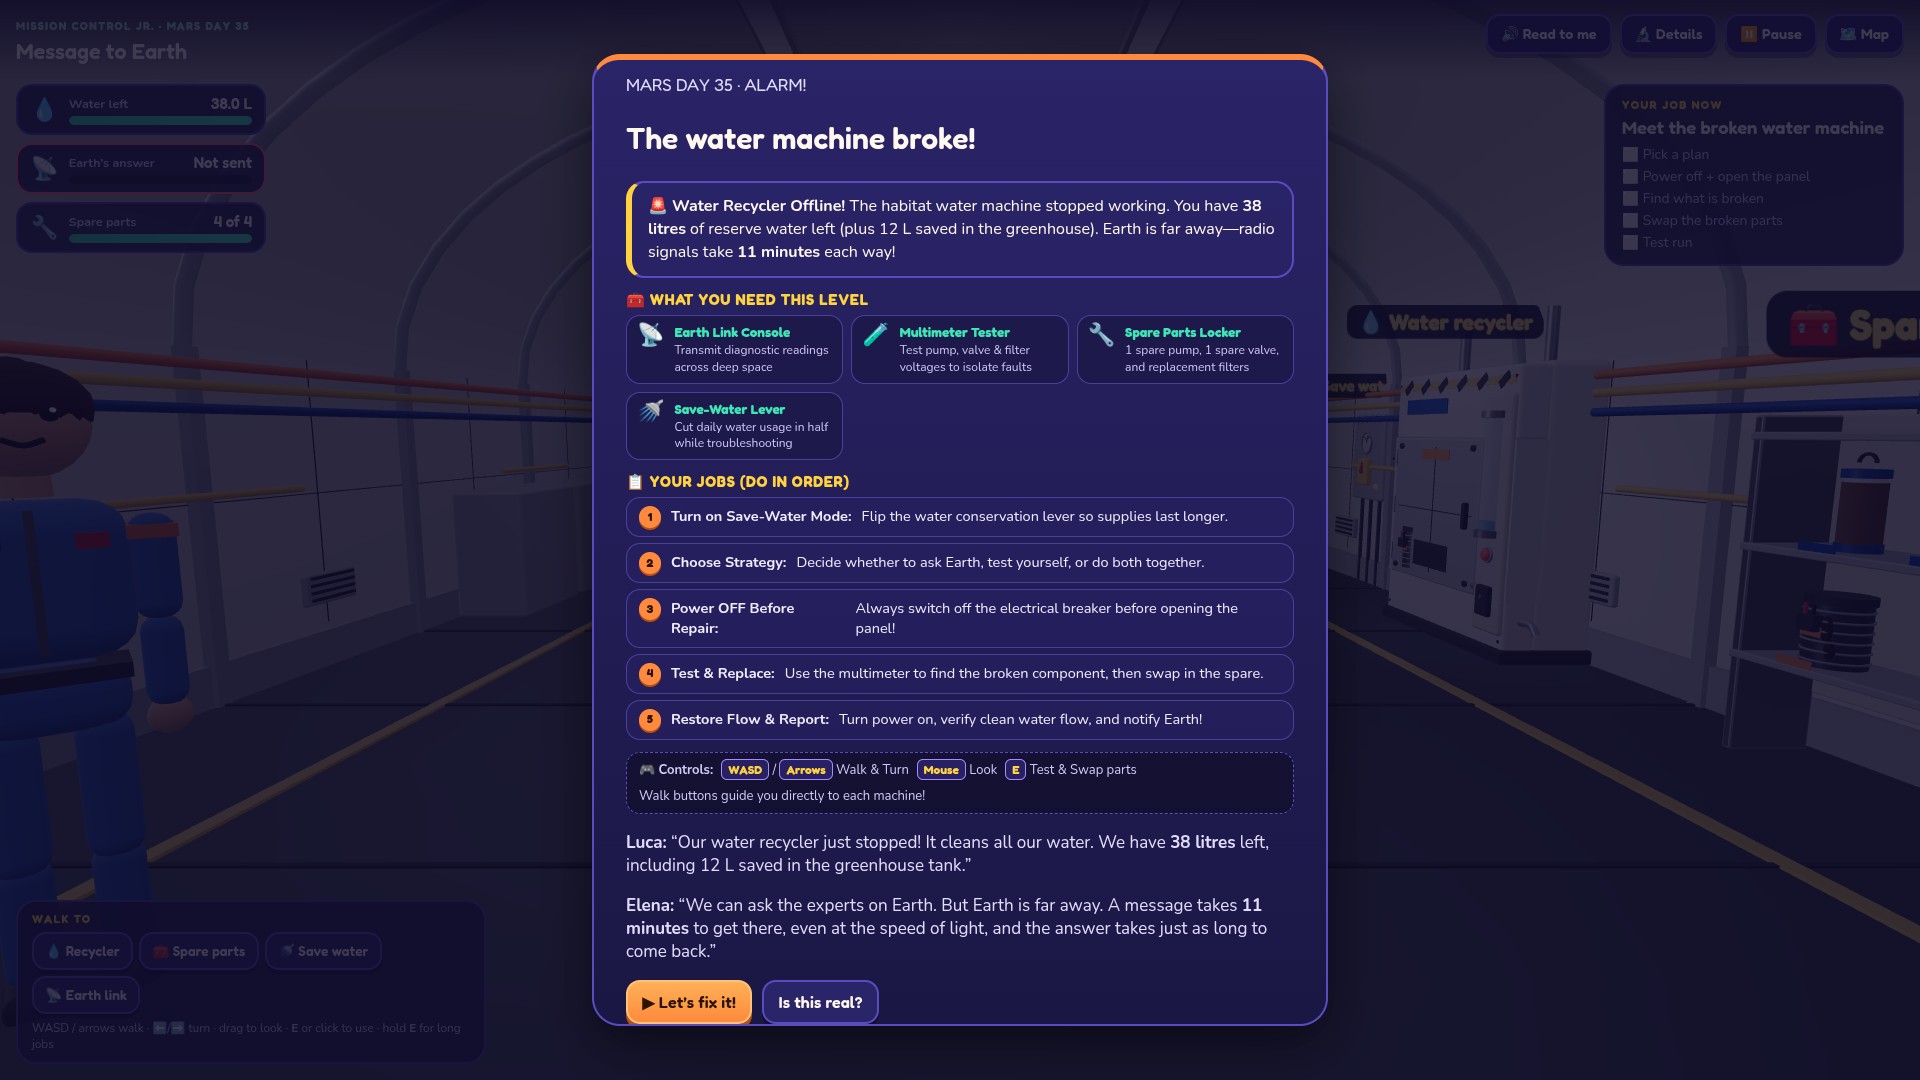 MISSION CONTROL JR. · MARS DAY 35
Message to Earth
💧 Water left 38.0 L
📡 Earth's answer Not sent
🔧 Spare parts 4 of 4
🔊 Read to me
🔬 Details
⏸️ Pause
🗺️ Map
YOUR JOB NOW
Meet the broken water machine
Pick a plan
Power off + open the panel
Find what is broken
Swap the broken parts
Test run
💧 Water recycler
🧰 Spa
ave wat
MARS DAY 35 · ALARM!
The water machine broke!
🚨 Water Recycler Offline! The habitat water machine stopped working. You have 38
litres of reserve water left (plus 12 L saved in the greenhouse). Earth is far away—radio
signals take 11 minutes each way!
🧰 WHAT YOU NEED THIS LEVEL
📡 Earth Link Console
Transmit diagnostic readings
across deep space
🧪 Multimeter Tester
Test pump, valve & filter
voltages to isolate faults
🔧 Spare Parts Locker
1 spare pump, 1 spare valve,
and replacement filters
🚿 Save-Water Lever
Cut daily water usage in half
while troubleshooting
📋 YOUR JOBS (DO IN ORDER)
1 Turn on Save-Water Mode: Flip the water conservation lever so supplies last longer.
2 Choose Strategy: Decide whether to ask Earth, test yourself, or do both together.
3 Power OFF Before
Repair:
Always switch off the electrical breaker before opening the
panel!
4 Test & Replace: Use the multimeter to find the broken component, then swap in the spare.
5 Restore Flow & Report: Turn power on, verify clean water flow, and notify Earth!
🎮 Controls: WASD / Arrows Walk & Turn Mouse Look E Test & Swap parts
Walk buttons guide you directly to each machine!
Luca: “Our water recycler just stopped! It cleans all our water. We have 38 litres left,
including 12 L saved in the greenhouse tank.”
Elena: “We can ask the experts on Earth. But Earth is far away. A message takes 11
minutes to get there, even at the speed of light, and the answer takes just as long to
come back.”
▶ Let's fix it!
Is this real?
WALK TO
💧 Recycler
🧰 Spare parts
🚿 Save water
📡 Earth link
WASD / arrows walk · ⬅️/➡️ turn · drag to look · E or click to use · hold E for long
jobs